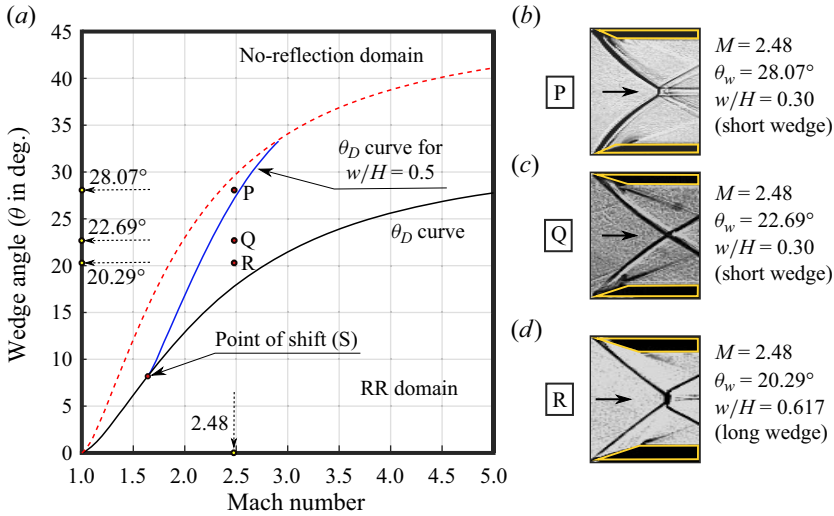 (a)
45
40
35
30
25
20
15
10
5
0
Wedge angle (θ in deg.)
No-reflection domain
θD curve for
w/H = 0.5
28.07°
22.69°
20.29°
P
Q
R
θD curve
Point of shift (S)
RR domain
2.48
1.0 1.5 2.0 2.5 3.0 3.5 4.0 4.5 5.0
Mach number
(b)
P
M = 2.48
θw = 28.07°
w/H = 0.30
(short wedge)
(c)
Q
M = 2.48
θw = 22.69°
w/H = 0.30
(short wedge)
(d)
R
M = 2.48
θw = 20.29°
w/H = 0.617
(long wedge)